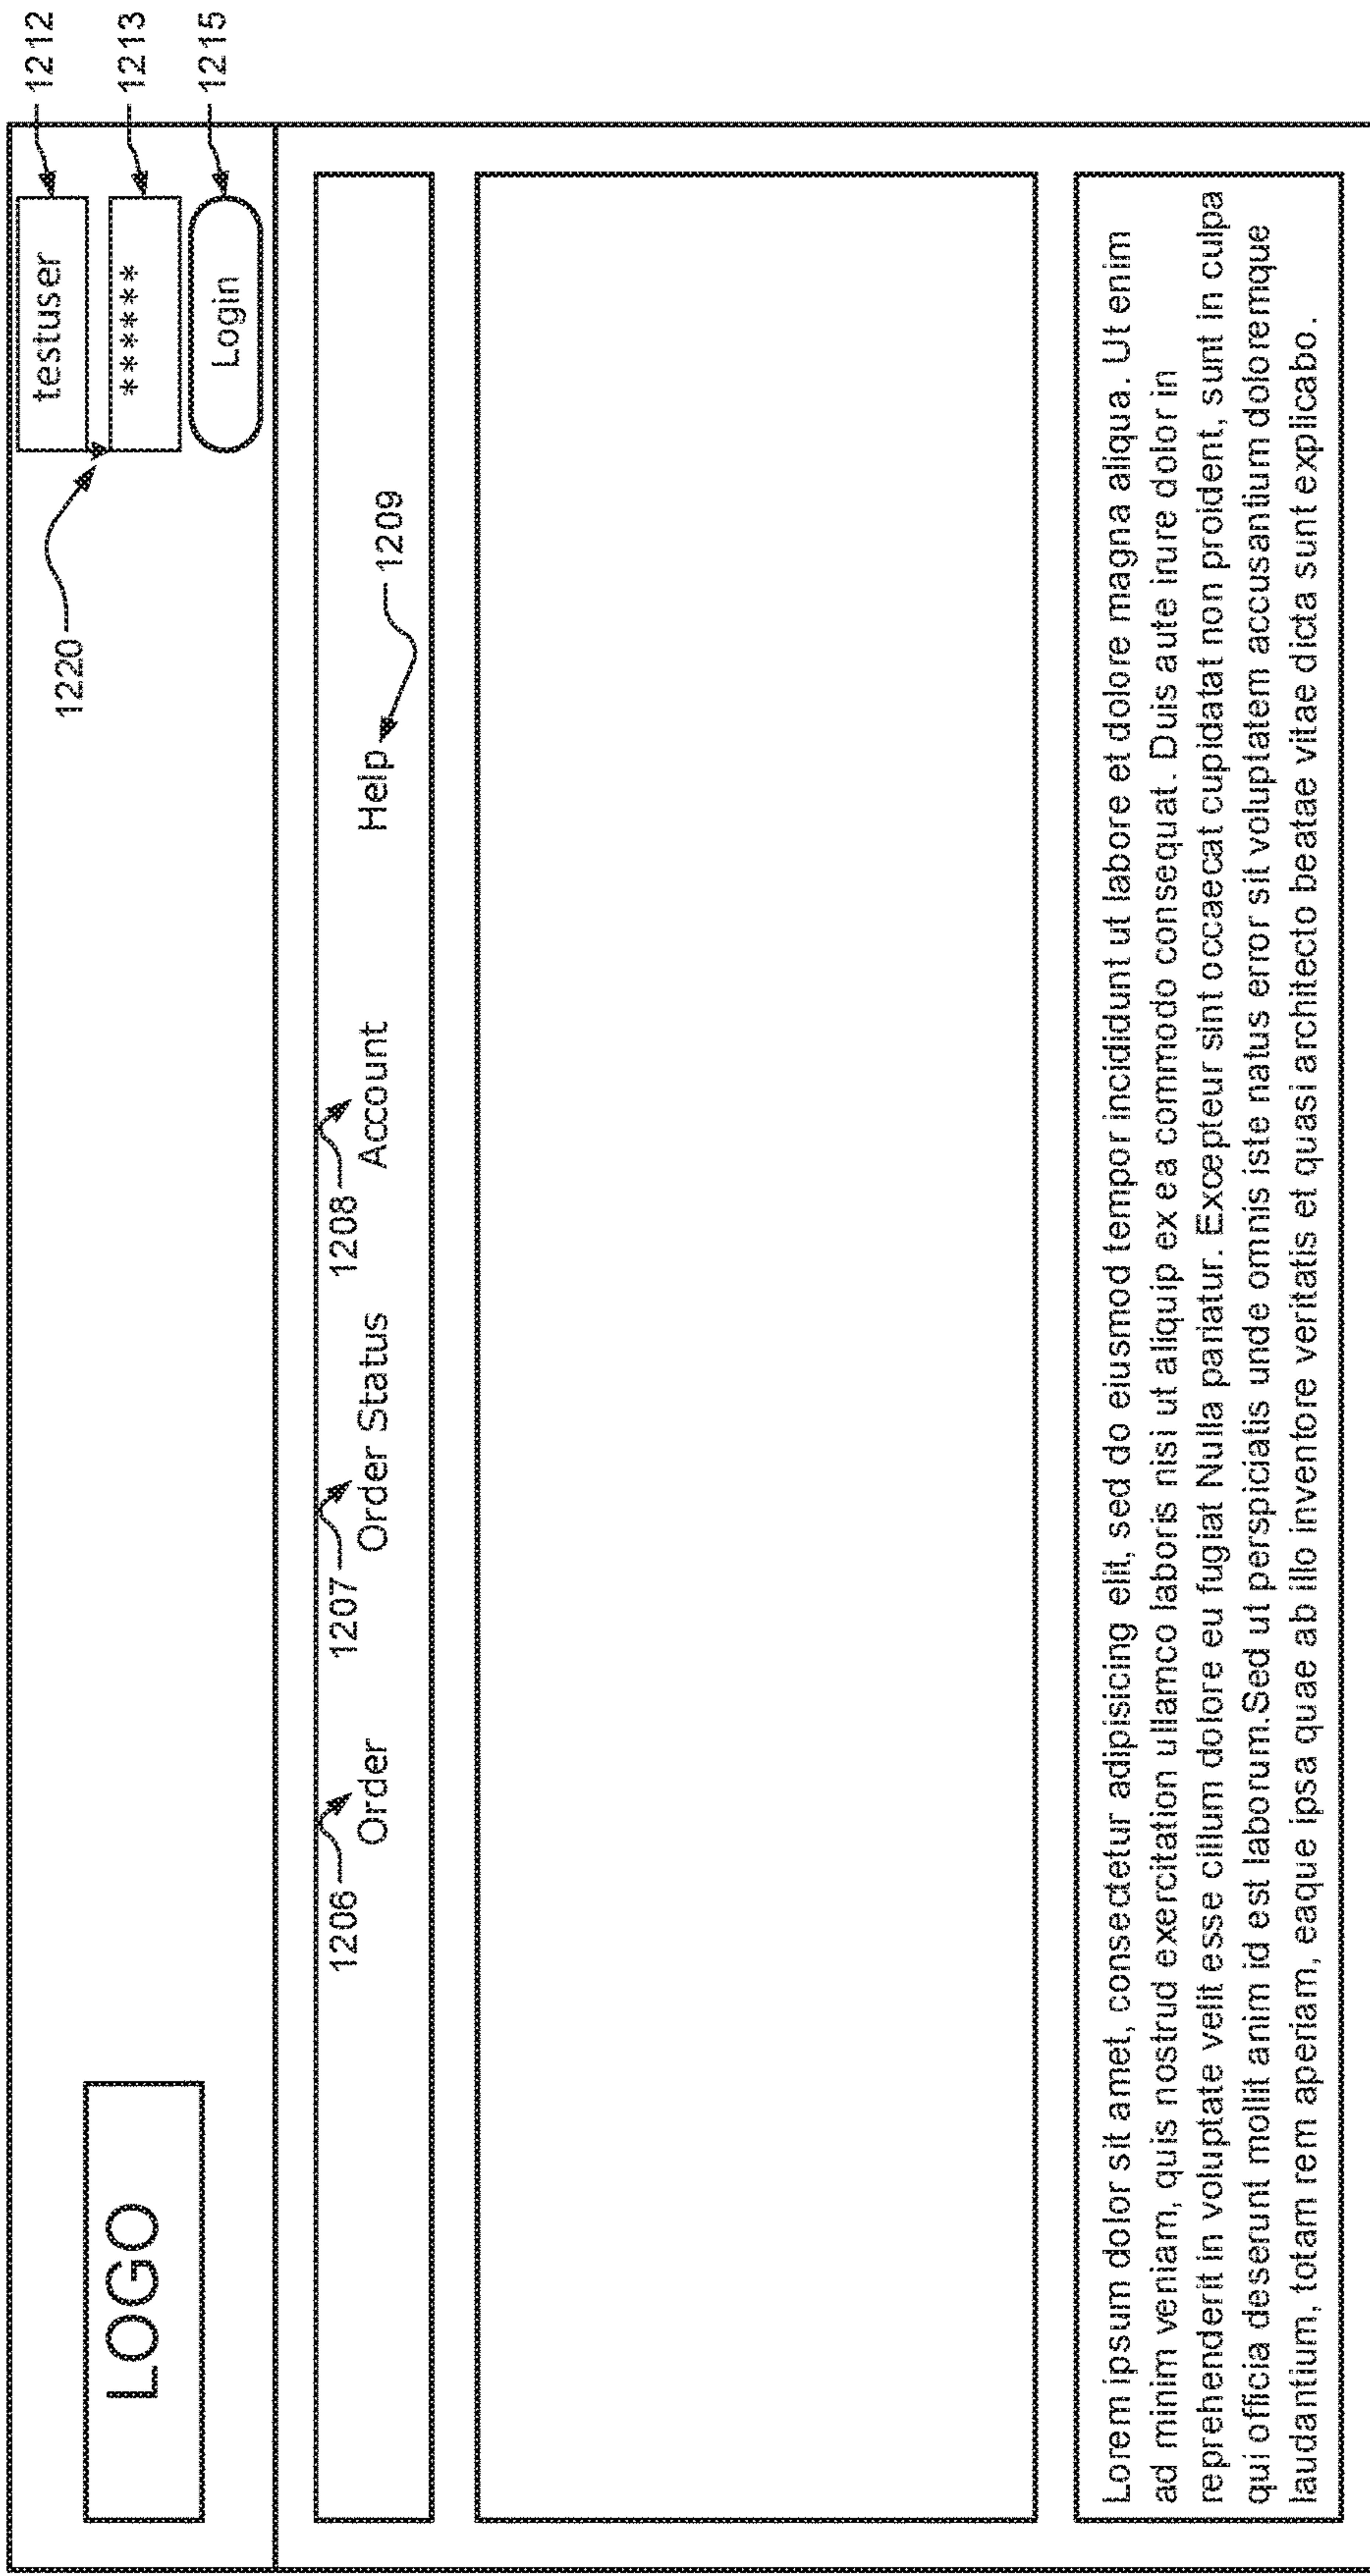 LOGO
1220
testuser
1212
******
1213
Login
1215
1206
Order
1207
Order Status
1208
Account
Help
1209
Lorem ipsum dolor sit amet, consectetur adipisicing elit, sed do eiusmod tempor incididunt ut labore et dolore magna aliqua. Ut enim
ad minim veniam, quis nostrud exercitation ullamco laboris nisi ut aliquip ex ea commodo consequat. Duis aute irure dolor in
reprehenderit in voluptate velit esse cillum dolore eu fugiat Nulla pariatur. Excepteur sint occaecat cupidatat non proident, sunt in culpa
qui officia deserunt mollit anim id est laborum.Sed ut perspiciatis unde omnis iste natus error sit voluptatem accusantium doloremque
laudantium, totam rem aperiam, eaque ipsa quae ab illo inventore veritatis et quasi architecto beatae vitae dicta sunt explicabo.